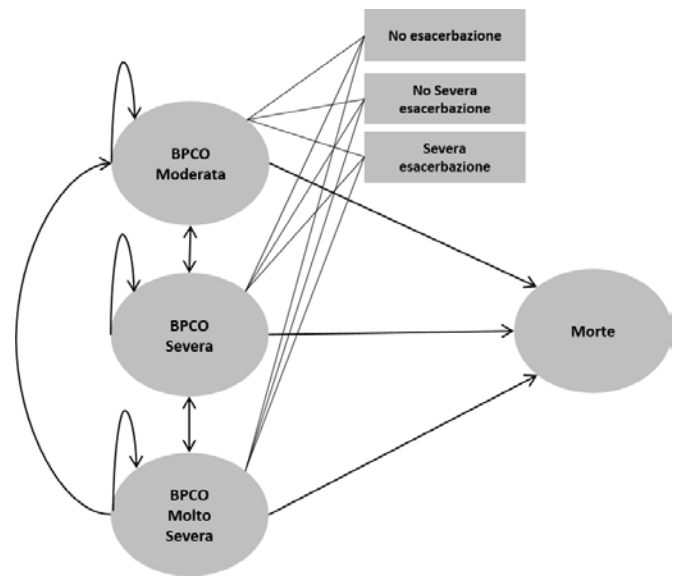 No esacerbazione
No Severa
esacerbazione
Severa
esacerbazione
BPCO
Moderata
BPCO
Severa
Morte
BPCO
Molto
Severa